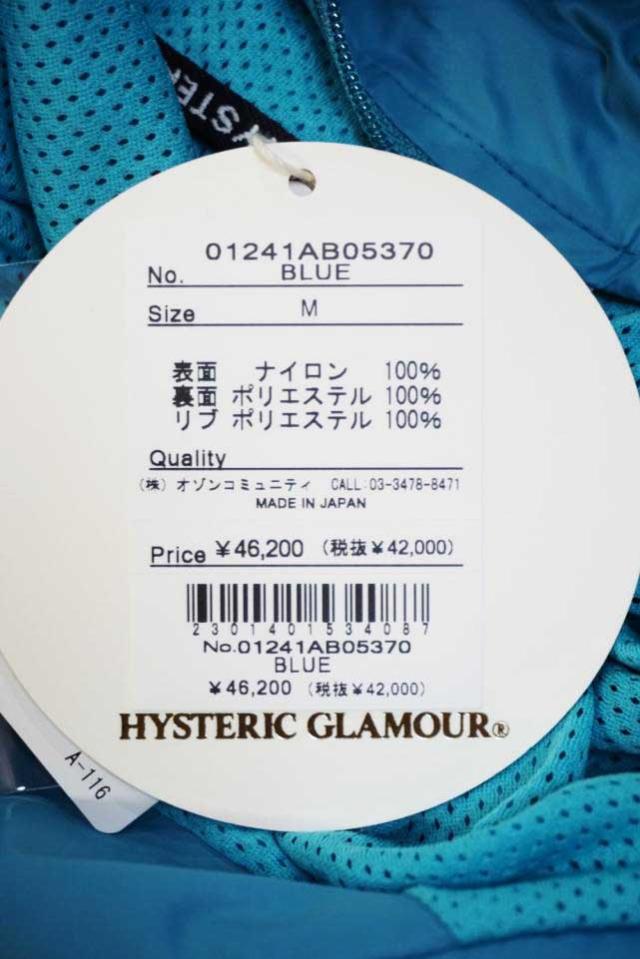 HYSTER
01241AB05370
No. BLUE
Size M
表面 ナイロン 100%
裏面 ポリエステル 100%
リブ ポリエステル 100%
Quality
(株) オゾンコミュニティ CALL:03-3478-8471
MADE IN JAPAN
Price ¥46,200 (税抜¥42,000)
2301401534087
No.01241AB05370
BLUE
¥46,200 (税抜¥42,000)
HYSTERIC GLAMOUR®
A-116